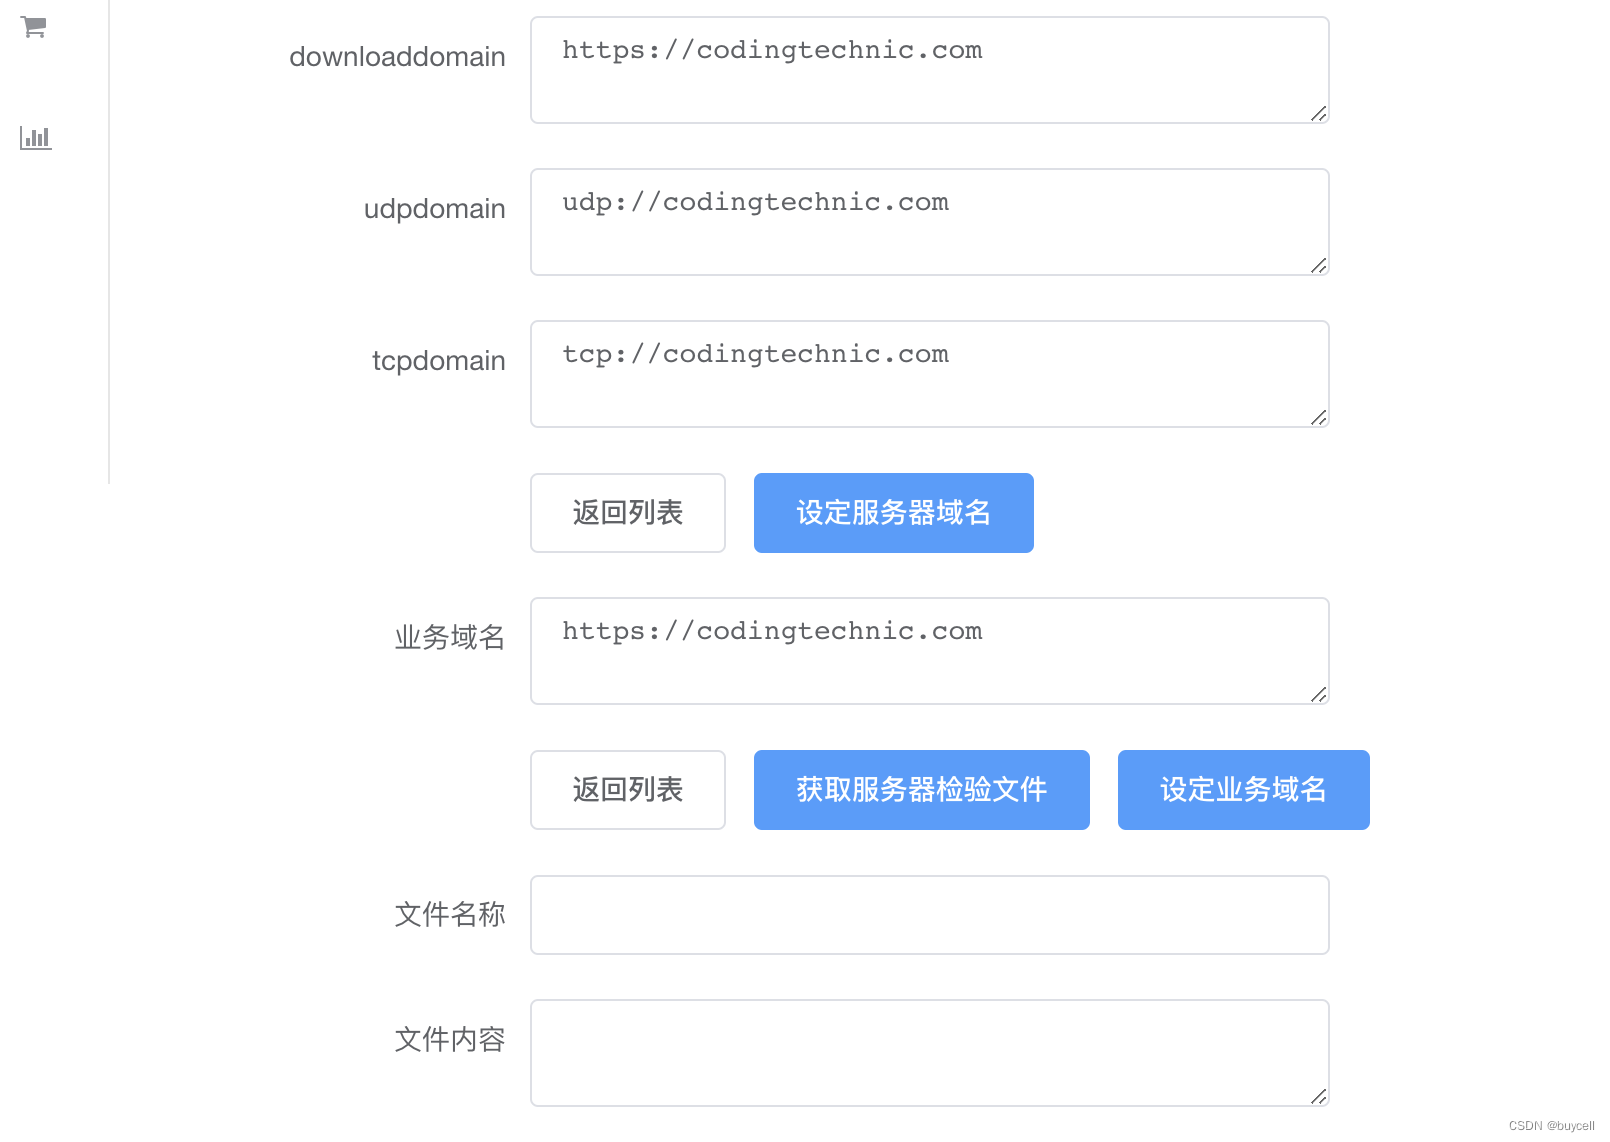 downloaddomain
https://codingtechnic.com
udpdomain
udp://codingtechnic.com
tcpdomain
tcp://codingtechnic.com
返回列表 设定服务器域名
业务域名
https://codingtechnic.com
返回列表 获取服务器检验文件 设定业务域名
文件名称
文件内容
CSDN @buycell